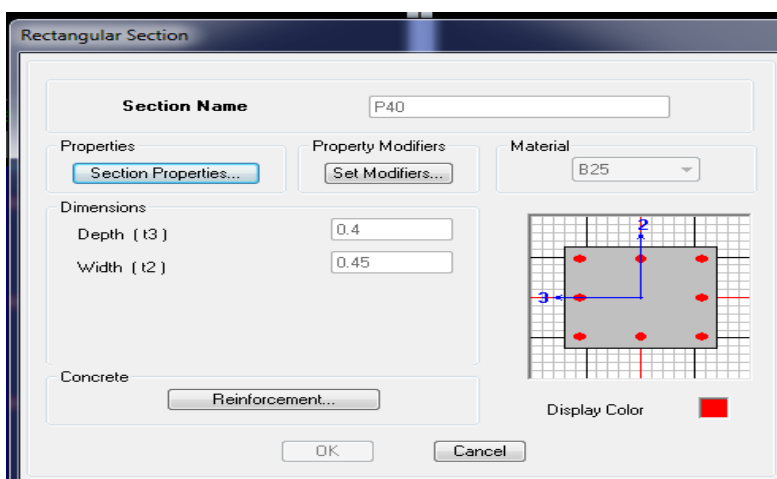 Rectangular Section
Section Name P40
Properties Property Modifiers Material
Section Properties... Set Modifiers... B25
Dimensions
Depth ( t3 ) 0.4
Width ( t2 ) 0.45
2
3
Concrete
Reinforcement...
Display Color
OK Cancel